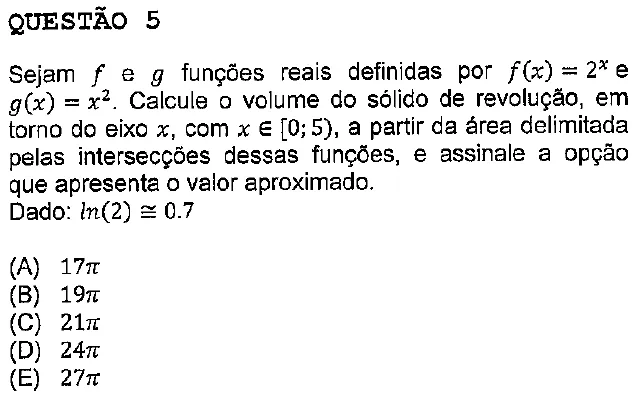 QUESTÃO 5
Sejam f e g funções reais definidas por f(x) = 2ˣ e
g(x) = x². Calcule o volume do sólido de revolução, em
torno do eixo x, com x ∈ [0; 5), a partir da área delimitada
pelas intersecções dessas funções, e assinale a opção
que apresenta o valor aproximado.
Dado: ln(2) ≅ 0.7
(A) 17π
(B) 19π
(C) 21π
(D) 24π
(E) 27π